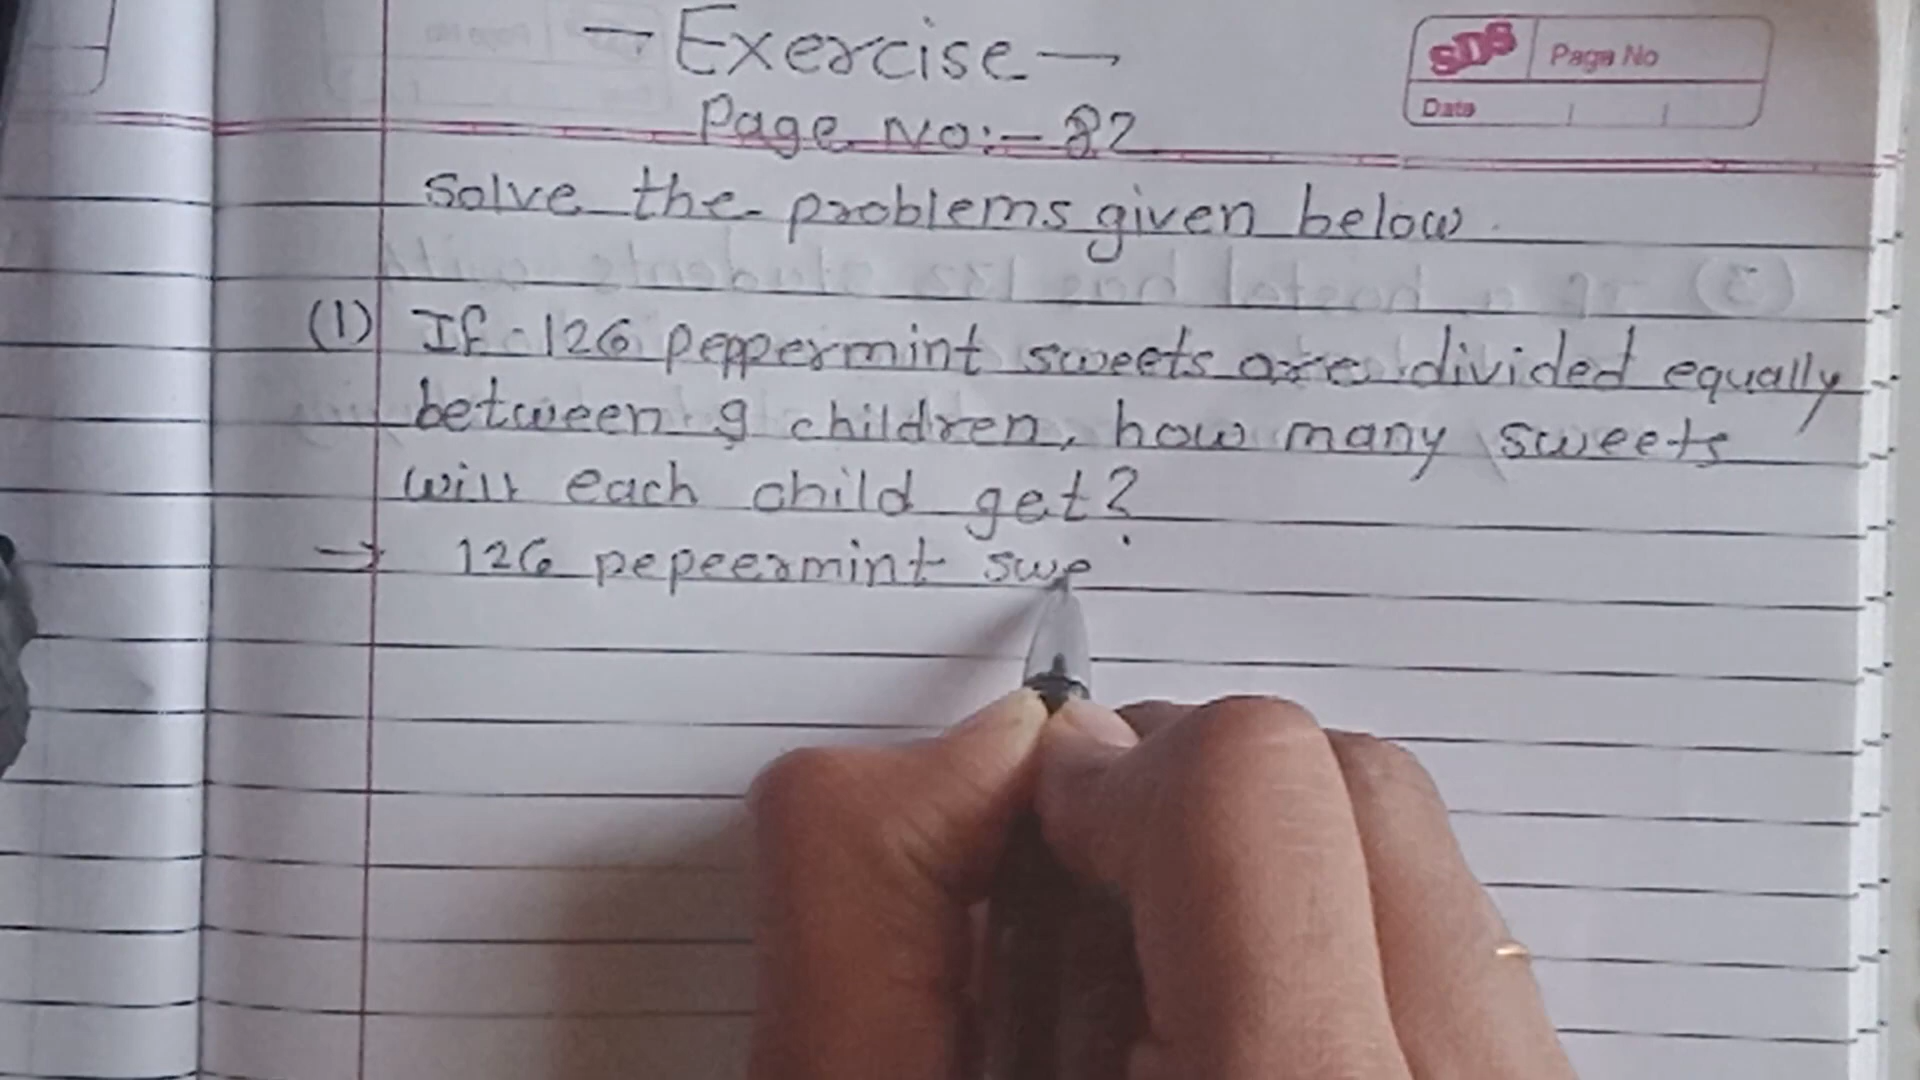 - Exercise -
Page No:- 82
SDS Page No
Date
solve the problems given below.
(1) If 126 peppermint sweets are divided equally
between 9 children, how many sweets
will each child get?
→ 126 pepeermint swe